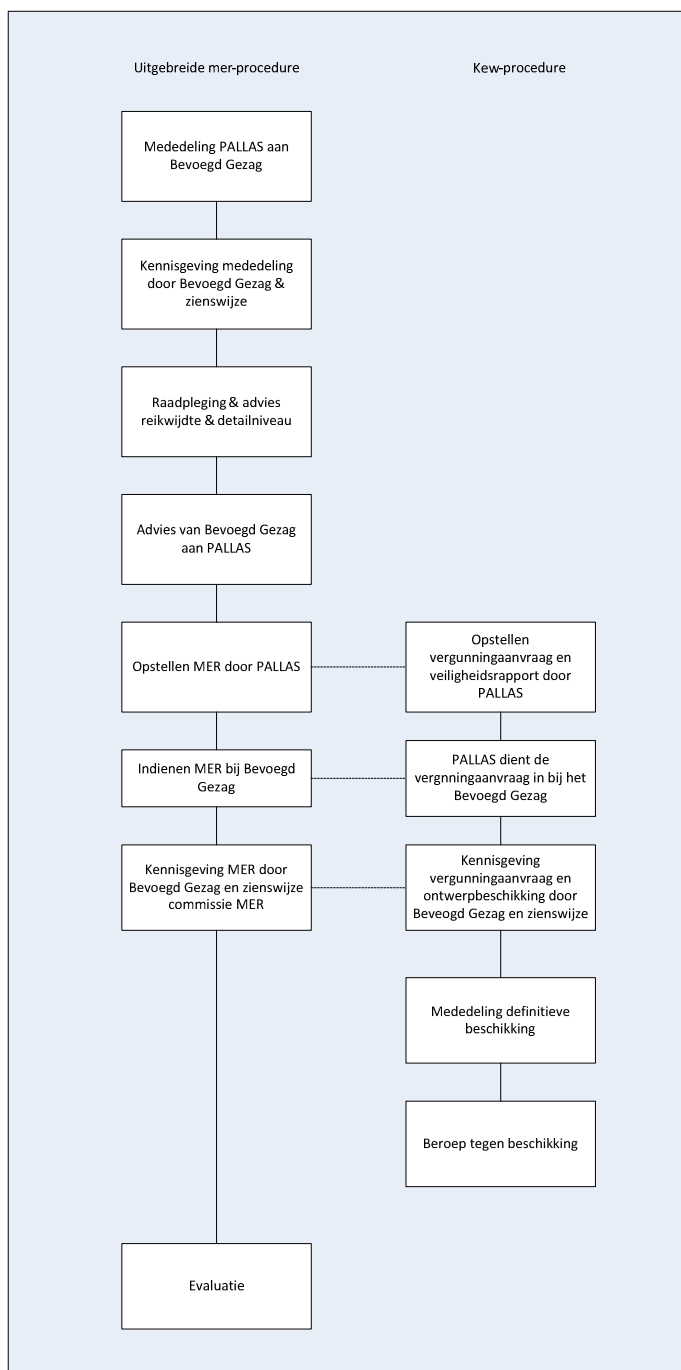 Uitgebreide mer-procedure
Kew-procedure
Mededeling PALLAS aan
Bevoegd Gezag
Kennisgeving mededeling
door Bevoegd Gezag &
zienswijze
Raadpleging & advies
reikwijdte & detailniveau
Advies van Bevoegd Gezag
aan PALLAS
Opstellen MER door PALLAS
Opstellen
vergunningaanvraag en
veiligheidsrapport door
PALLAS
Indienen MER bij Bevoegd
Gezag
PALLAS dient de
vergnningaanvraag in bij het
Bevoegd Gezag
Kennisgeving MER door
Bevoegd Gezag en zienswijze
commissie MER
Kennisgeving
vergunningaanvraag en
ontwerpbeschikking door
Beveogd Gezag en zienswijze
Mededeling definitieve
beschikking
Beroep tegen beschikking
Evaluatie